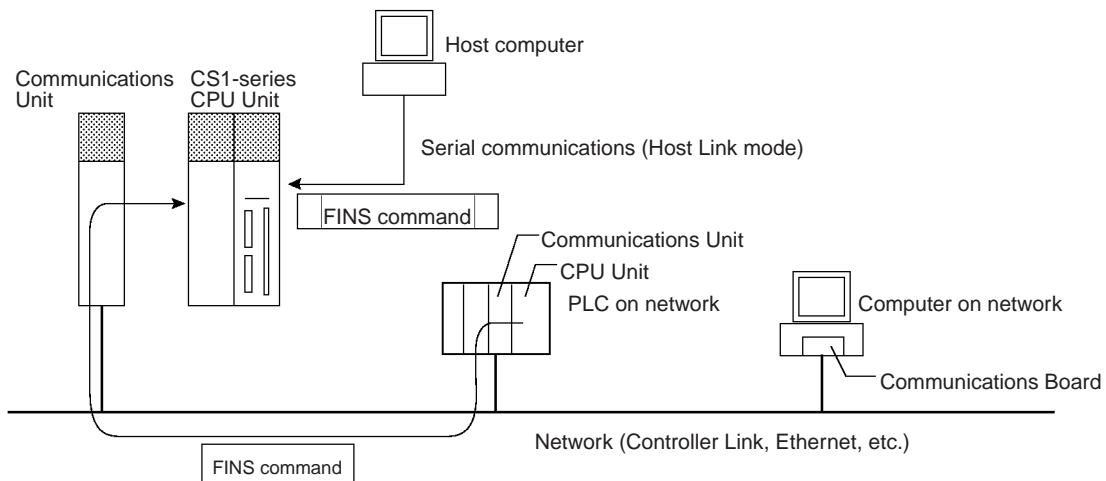 Host computer
Communications
Unit
CS1-series
CPU Unit
Serial communications (Host Link mode)
FINS command
Communications Unit
CPU Unit
PLC on network
Computer on network
Communications Board
Network (Controller Link, Ethernet, etc.)
FINS command